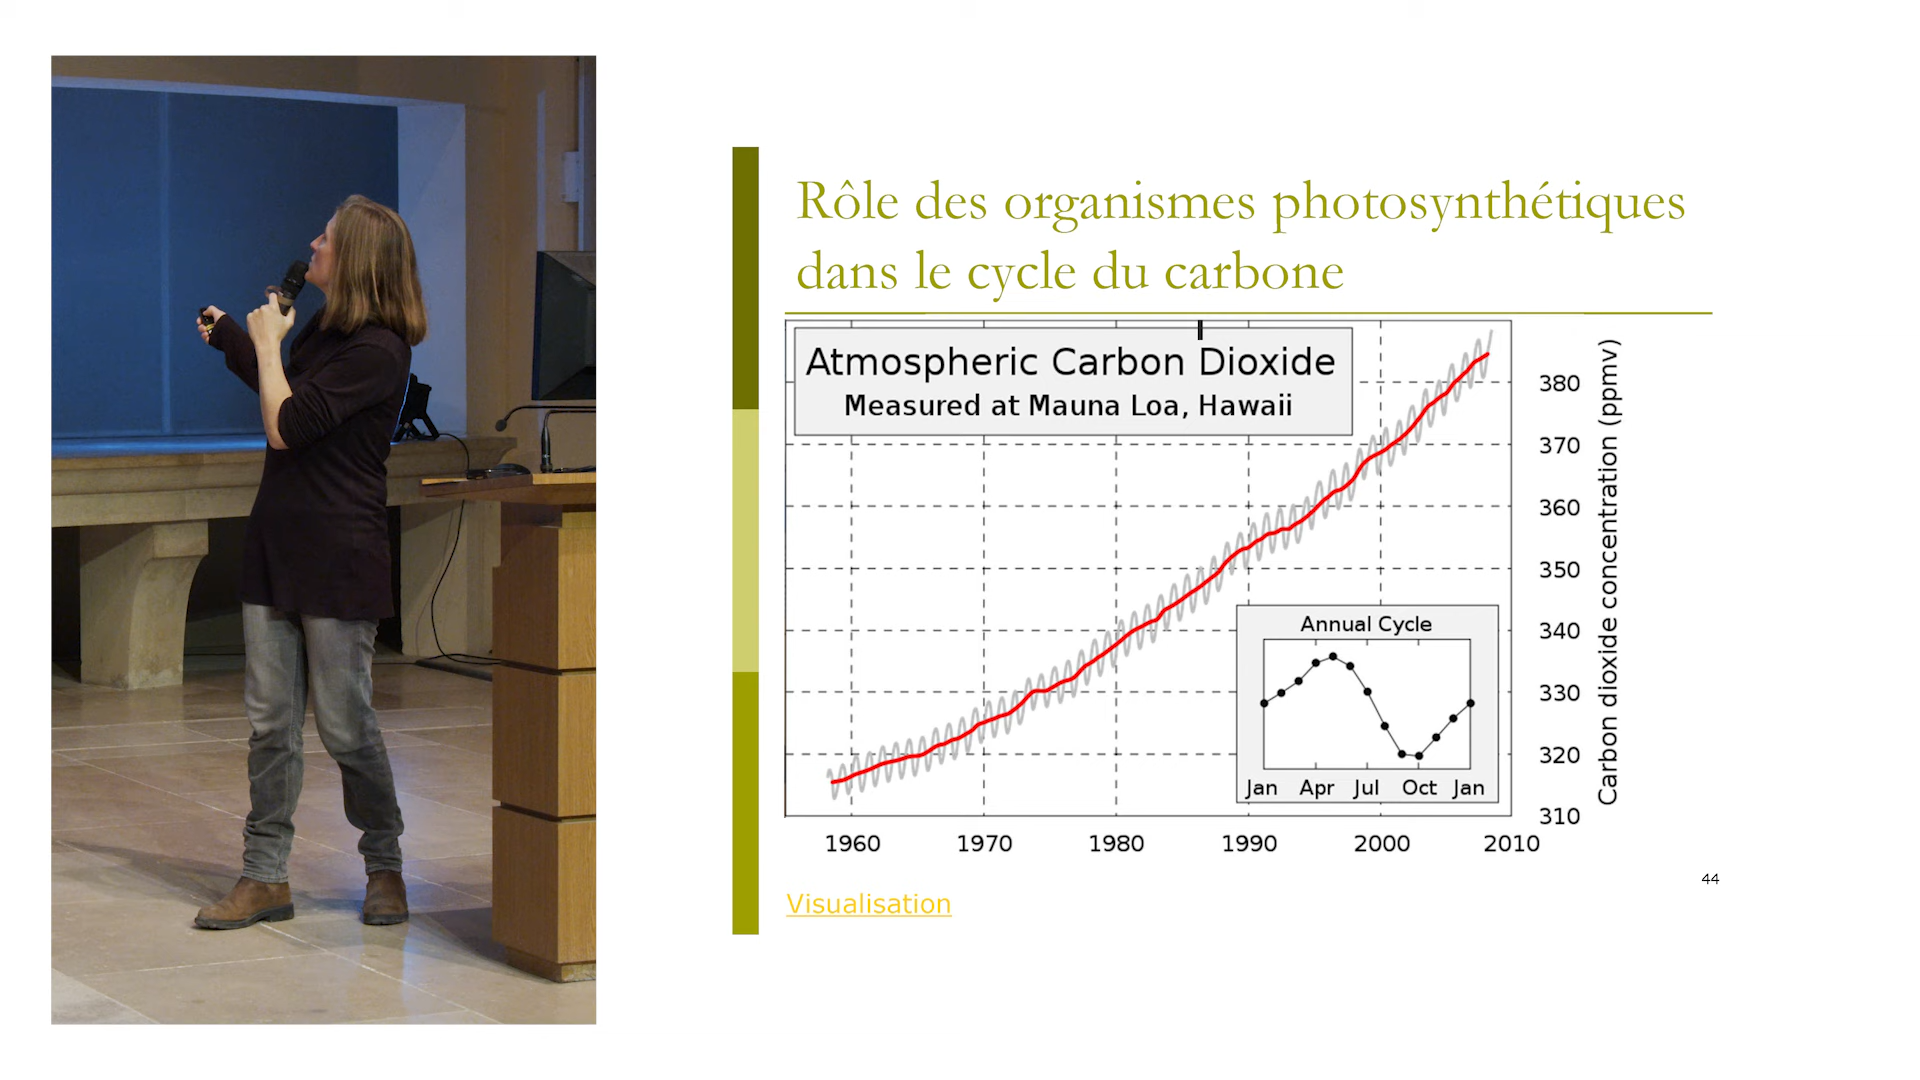 Rôle des organismes photosynthétiques
dans le cycle du carbone
Atmospheric Carbon Dioxide
Measured at Mauna Loa, Hawaii
380
370
360
350
340
330
320
310
Carbon dioxide concentration (ppmv)
Annual Cycle
Jan Apr Jul Oct Jan
1960 1970 1980 1990 2000 2010
44
Visualisation